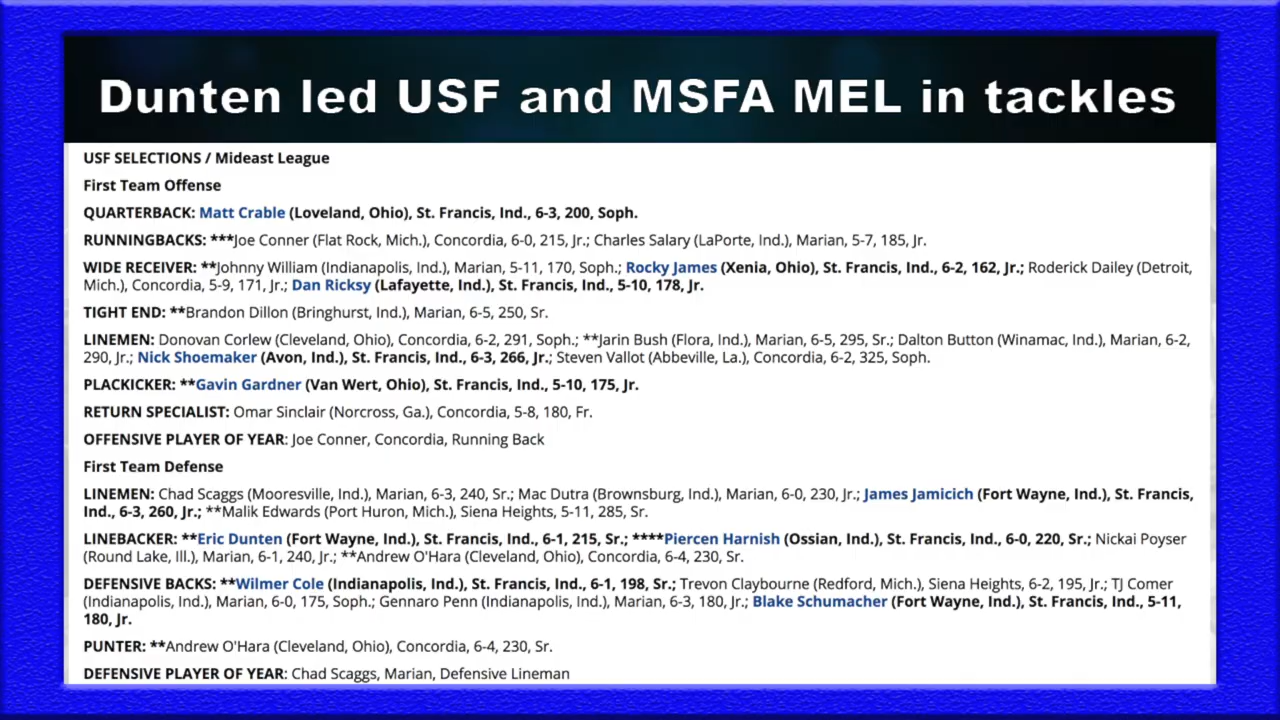 Dunten led USF and MSFA MEL in tackles
USF SELECTIONS / Mideast League
First Team Offense
QUARTERBACK: Matt Crable (Loveland, Ohio), St. Francis, Ind., 6-3, 200, Soph.
RUNNINGBACKS: ***Joe Conner (Flat Rock, Mich.), Concordia, 6-0, 215, Jr.; Charles Salary (LaPorte, Ind.), Marian, 5-7, 185, Jr.
WIDE RECEIVER: **Johnny William (Indianapolis, Ind.), Marian, 5-11, 170, Soph.; Rocky James (Xenia, Ohio), St. Francis, Ind., 6-2, 162, Jr.; Roderick Dailey (Detroit,
Mich.), Concordia, 5-9, 171, Jr.; Dan Ricksy (Lafayette, Ind.), St. Francis, Ind., 5-10, 178, Jr.
TIGHT END: **Brandon Dillon (Bringhurst, Ind.), Marian, 6-5, 250, Sr.
LINEMEN: Donovan Corlew (Cleveland, Ohio), Concordia, 6-2, 291, Soph.; **Jarin Bush (Flora, Ind.), Marian, 6-5, 295, Sr.; Dalton Button (Winamac, Ind.), Marian, 6-2,
290, Jr.; Nick Shoemaker (Avon, Ind.), St. Francis, Ind., 6-3, 266, Jr.; Steven Vallot (Abbeville, La.), Concordia, 6-2, 325, Soph.
PLACKICKER: **Gavin Gardner (Van Wert, Ohio), St. Francis, Ind., 5-10, 175, Jr.
RETURN SPECIALIST: Omar Sinclair (Norcross, Ga.), Concordia, 5-8, 180, Fr.
OFFENSIVE PLAYER OF YEAR: Joe Conner, Concordia, Running Back
First Team Defense
LINEMEN: Chad Scaggs (Mooresville, Ind.), Marian, 6-3, 240, Sr.; Mac Dutra (Brownsburg, Ind.), Marian, 6-0, 230, Jr.; James Jamicich (Fort Wayne, Ind.), St. Francis,
Ind., 6-3, 260, Jr.; **Malik Edwards (Port Huron, Mich.), Siena Heights, 5-11, 285, Sr.
LINEBACKER: **Eric Dunten (Fort Wayne, Ind.), St. Francis, Ind., 6-1, 215, Sr.; ****Piercen Harnish (Ossian, Ind.), St. Francis, Ind., 6-0, 220, Sr.; Nickai Poyser
(Round Lake, Ill.), Marian, 6-1, 240, Jr.; **Andrew O'Hara (Cleveland, Ohio), Concordia, 6-4, 230, Sr.
DEFENSIVE BACKS: **Wilmer Cole (Indianapolis, Ind.), St. Francis, Ind., 6-1, 198, Sr.; Trevon Claybourne (Redford, Mich.), Siena Heights, 6-2, 195, Jr.; TJ Comer
(Indianapolis, Ind.), Marian, 6-0, 175, Soph.; Gennaro Penn (Indianapolis, Ind.), Marian, 6-3, 180, Jr.; Blake Schumacher (Fort Wayne, Ind.), St. Francis, Ind., 5-11,
180, Jr.
PUNTER: **Andrew O'Hara (Cleveland, Ohio), Concordia, 6-4, 230, Sr.
DEFENSIVE PLAYER OF YEAR: Chad Scaggs, Marian, Defensive Lineman